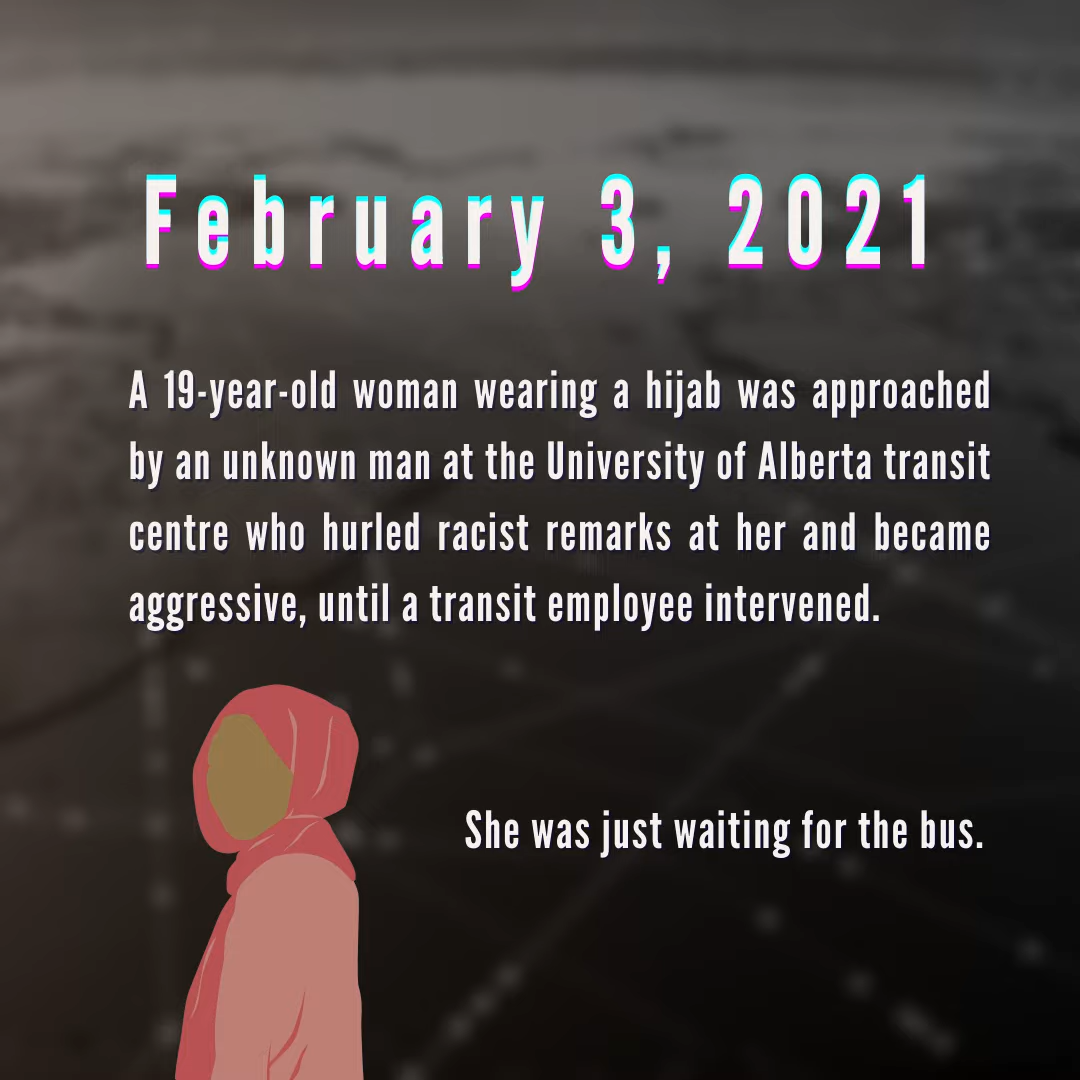 February 3, 2021
A 19-year-old woman wearing a hijab was approached
by an unknown man at the University of Alberta transit
centre who hurled racist remarks at her and became
aggressive, until a transit employee intervened.
She was just waiting for the bus.